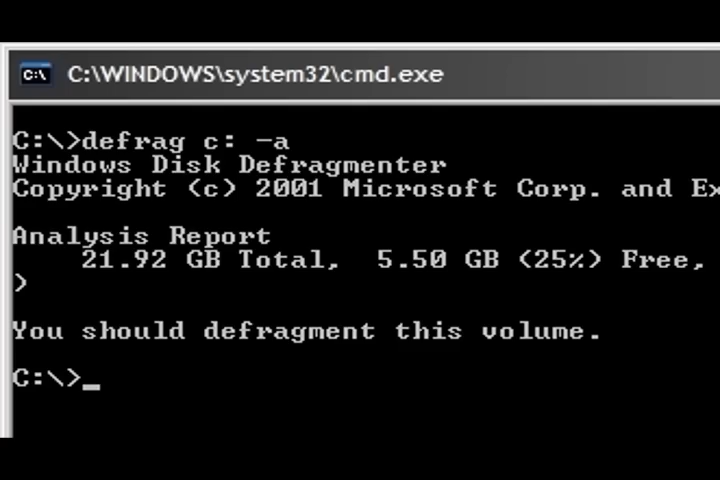 C:\WINDOWS\system32\cmd.exe
C:\>defrag c: -a
Windows Disk Defragmenter
Copyright (c) 2001 Microsoft Corp. and Ex
Analysis Report
21.92 GB Total, 5.50 GB (25%) Free,
)
You should defragment this volume.
C:\>_